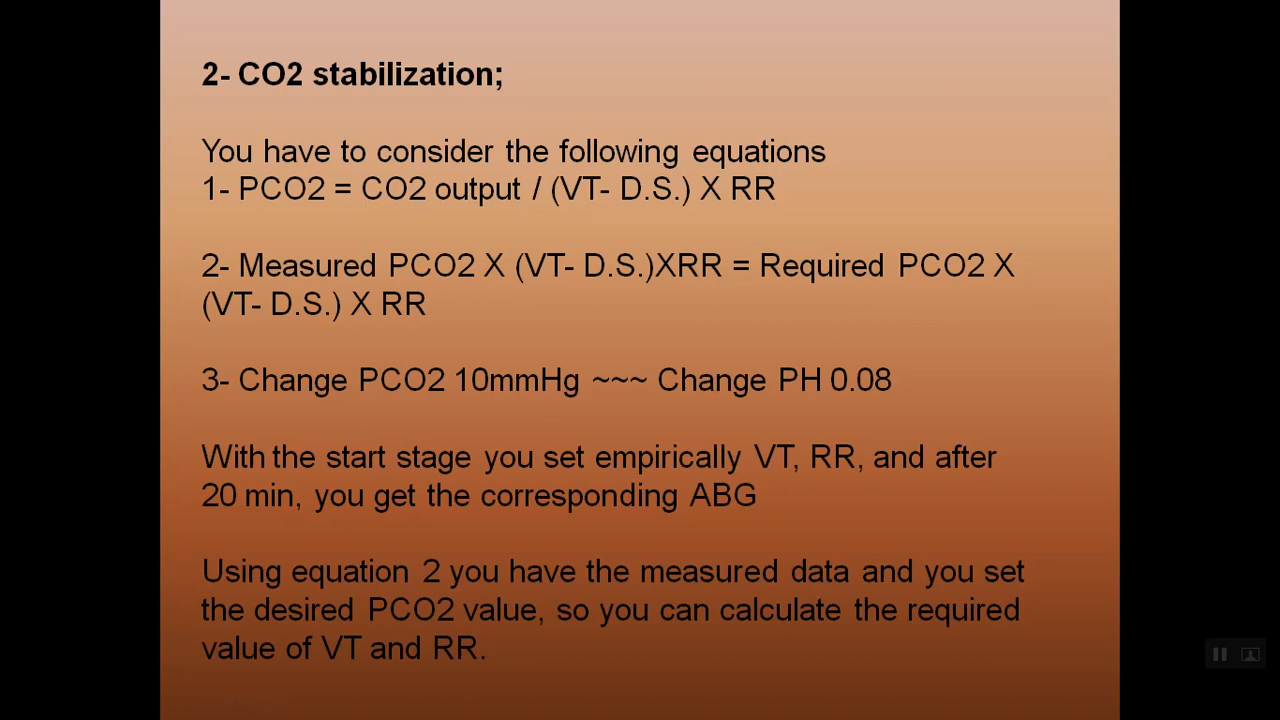 2- CO2 stabilization;
You have to consider the following equations
1- PCO2 = CO2 output / (VT- D.S.) X RR
2- Measured PCO2 X (VT- D.S.)XRR = Required PCO2 X
(VT- D.S.) X RR
3- Change PCO2 10mmHg ~~~ Change PH 0.08
With the start stage you set empirically VT, RR, and after
20 min, you get the corresponding ABG
Using equation 2 you have the measured data and you set
the desired PCO2 value, so you can calculate the required
value of VT and RR.